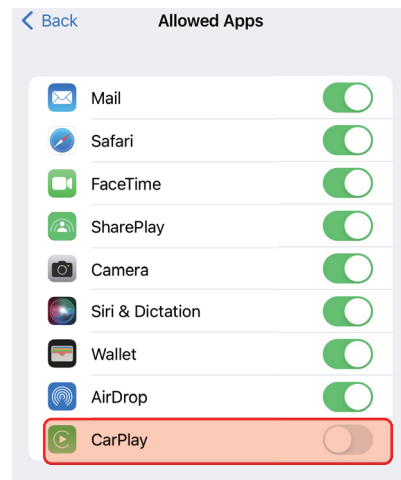 Back
Allowed Apps
Mail
Safari
FaceTime
SharePlay
Camera
Siri & Dictation
Wallet
AirDrop
CarPlay